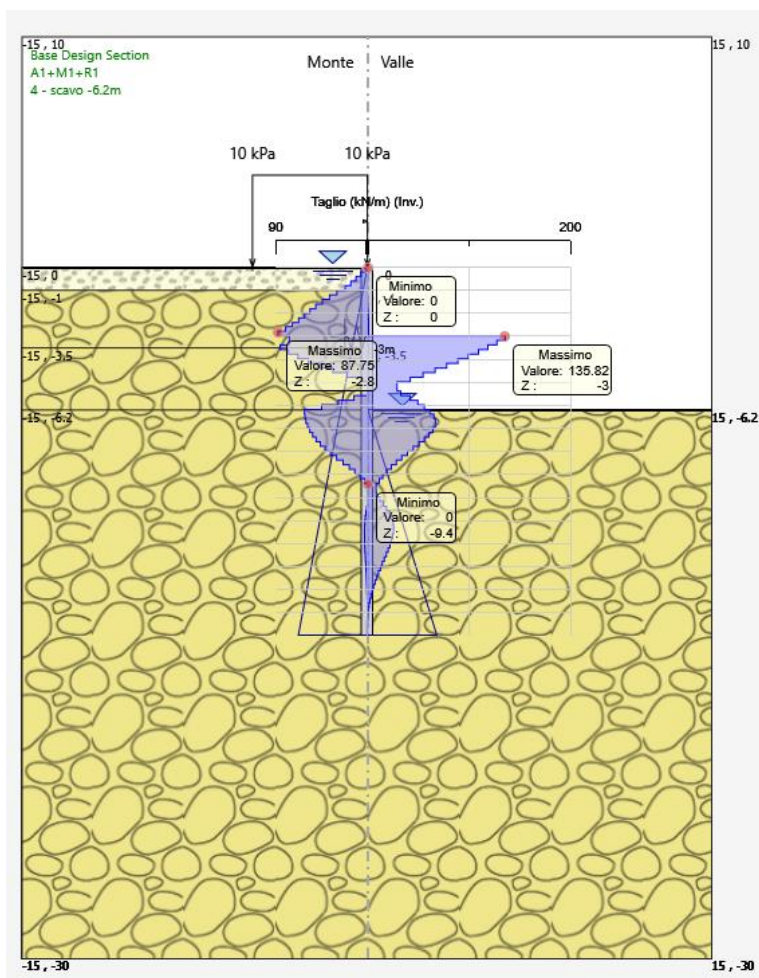 -15 , 10
15 , 10
Base Design Section
A1+M1+R1
4 - scavo -6.2m
Monte
Valle
10 kPa
10 kPa
Taglio (kN/m) (Inv.)
90
200
-15 , 0
0
Minimo
Valore: 0
Z : 0
-15 , -1
-15 , -3.5
3m
-3.5
Massimo
Valore: 87.75
Z : -2.8
Massimo
Valore: 135.82
Z : -3
-15 , -6.2
15 , -6.2
Minimo
Valore: 0
Z : -9.4
-15 , -30
15 , -30